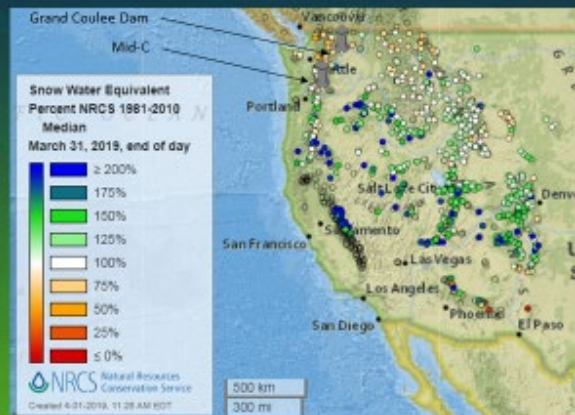 Grand Coulee Dam
Vancouver
Mid-C
Portland
Snow Water Equivalent
Percent NRCS 1981-2010
Median
March 31, 2019, end of day
≥ 200%
175%
150%
125%
100%
75%
50%
25%
≤ 0%
NRCS Natural Resources
Conservation Service
Created 4-01-2019, 11:28 AM EDT
Salt Lake City
Denv
Sacramento
San Francisco
Las Vegas
Los Angeles
Phoenix
San Diego
El Paso
500 km
300 mi